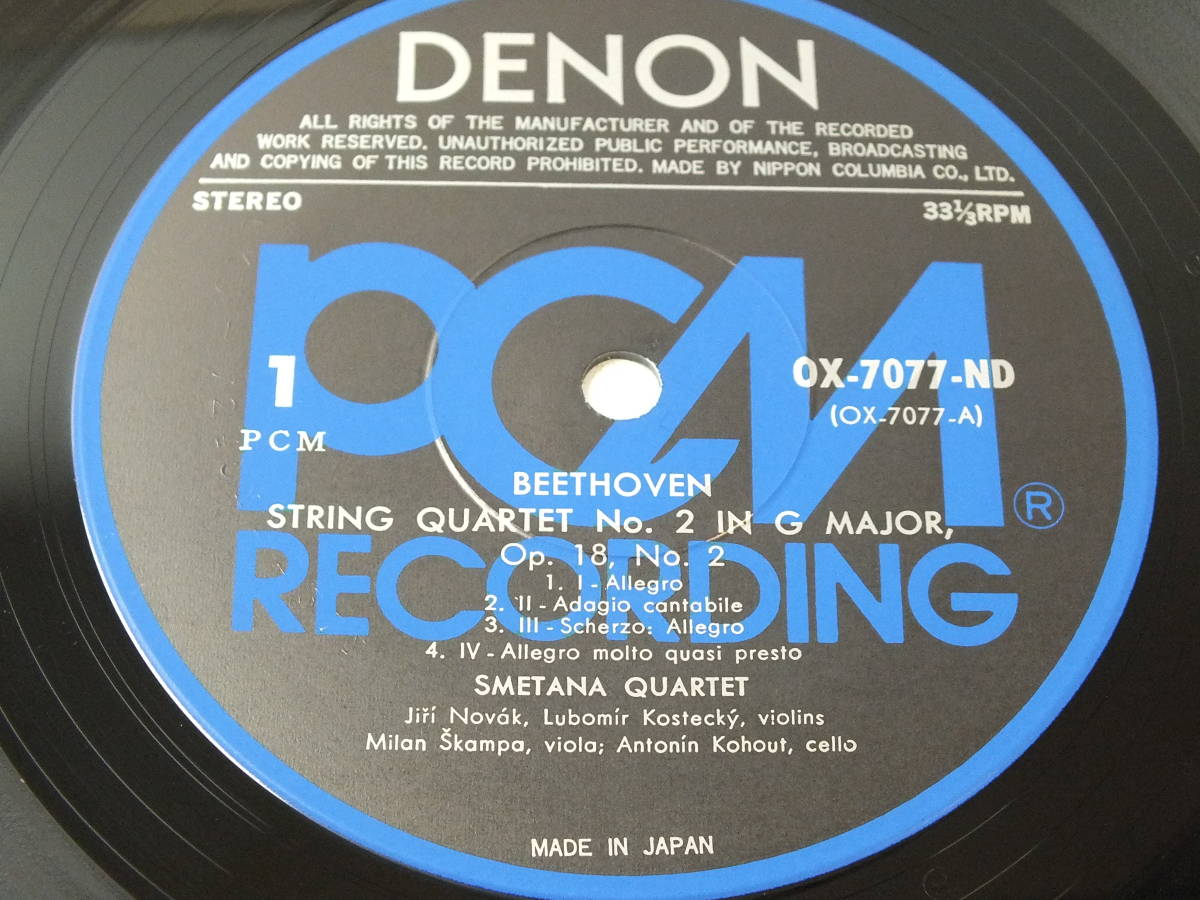 DENON
ALL RIGHTS OF THE MANUFACTURER AND OF THE RECORDED
WORK RESERVED. UNAUTHORIZED PUBLIC PERFORMANCE, BROADCASTING
AND COPYING OF THIS RECORD PROHIBITED. MADE BY NIPPON COLUMBIA CO., LTD.
STEREO
33⅓RPM
PCM
RECORDING
®
1
PCM
OX-7077-ND
(OX-7077-A)
BEETHOVEN
STRING QUARTET No. 2 IN G MAJOR,
Op. 18, No. 2
1. I - Allegro
2. II - Adagio cantabile
3. III - Scherzo: Allegro
4. IV - Allegro molto quasi presto
SMETANA QUARTET
Jiří Novák, Lubomír Kostecký, violins
Milan Škampa, viola; Antonín Kohout, cello
MADE IN JAPAN